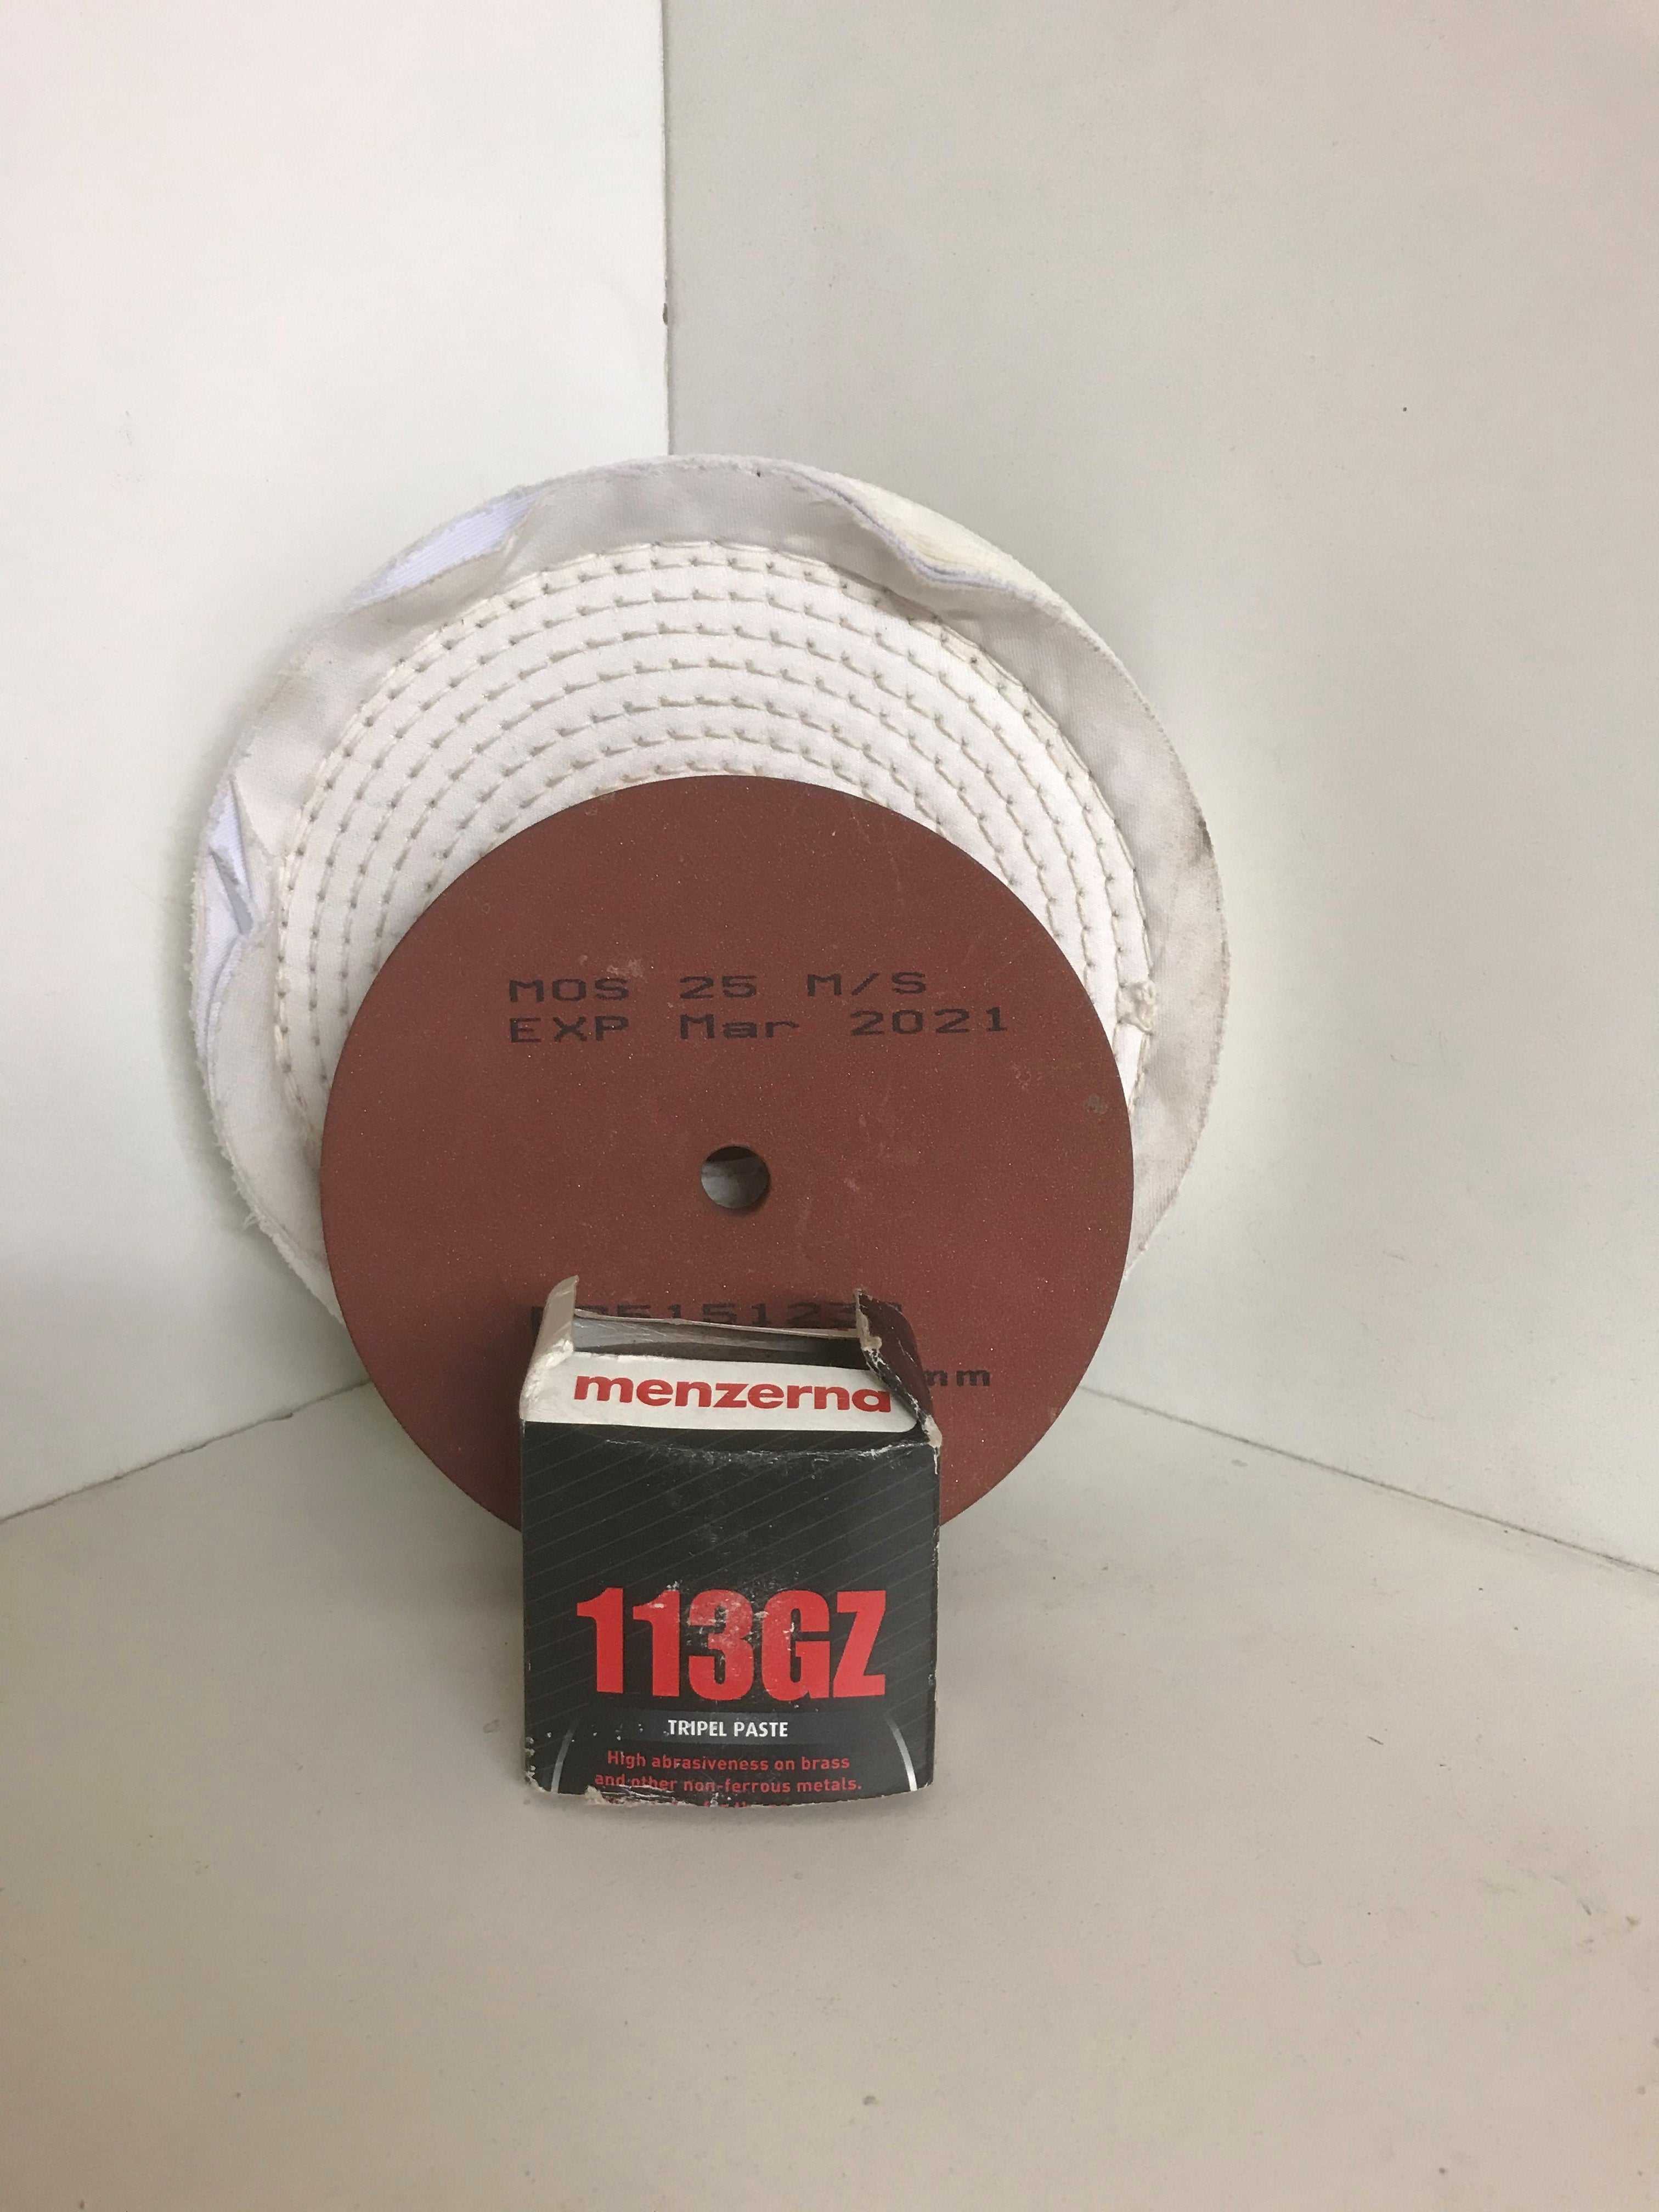 MOS 25 M/S
EXP Mar 2021
mm
menzerna
113GZ
TRIPEL PASTE
High abrasiveness on brass
and other non-ferrous metals.